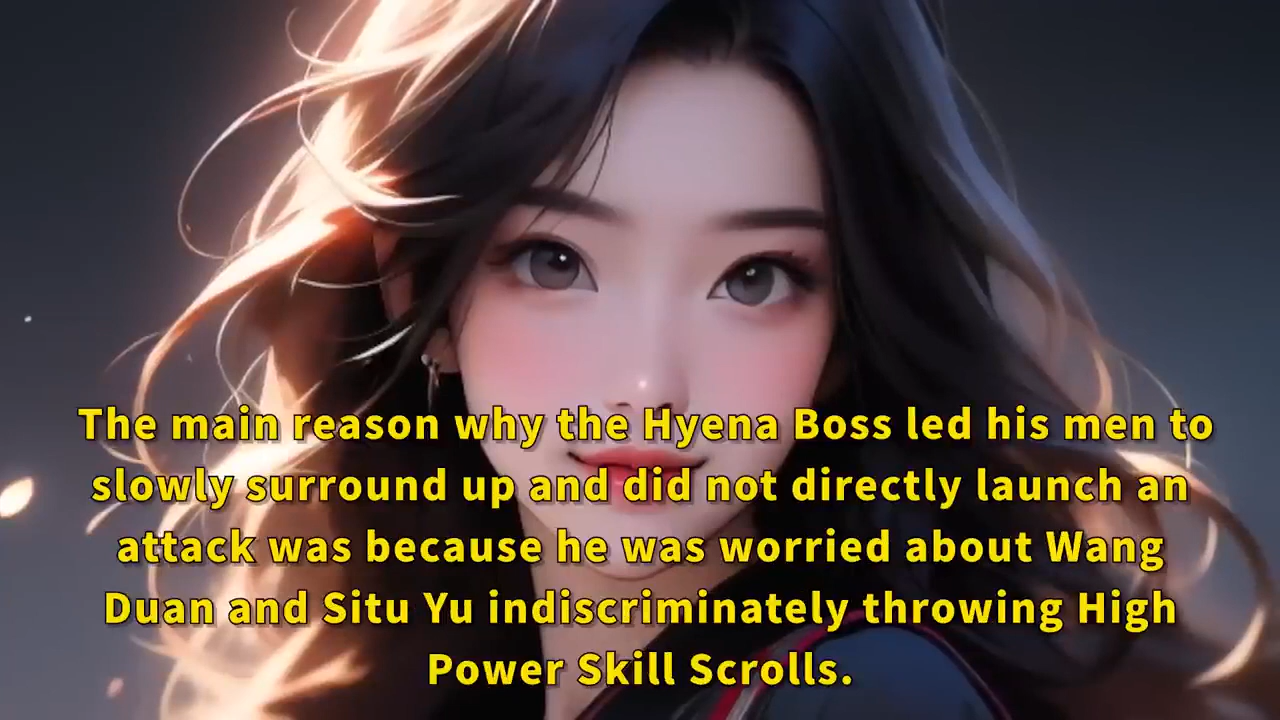 The main reason why the Hyena Boss led his men to
slowly surround up and did not directly launch an
attack was because he was worried about Wang
Duan and Situ Yu indiscriminately throwing High
Power Skill Scrolls.